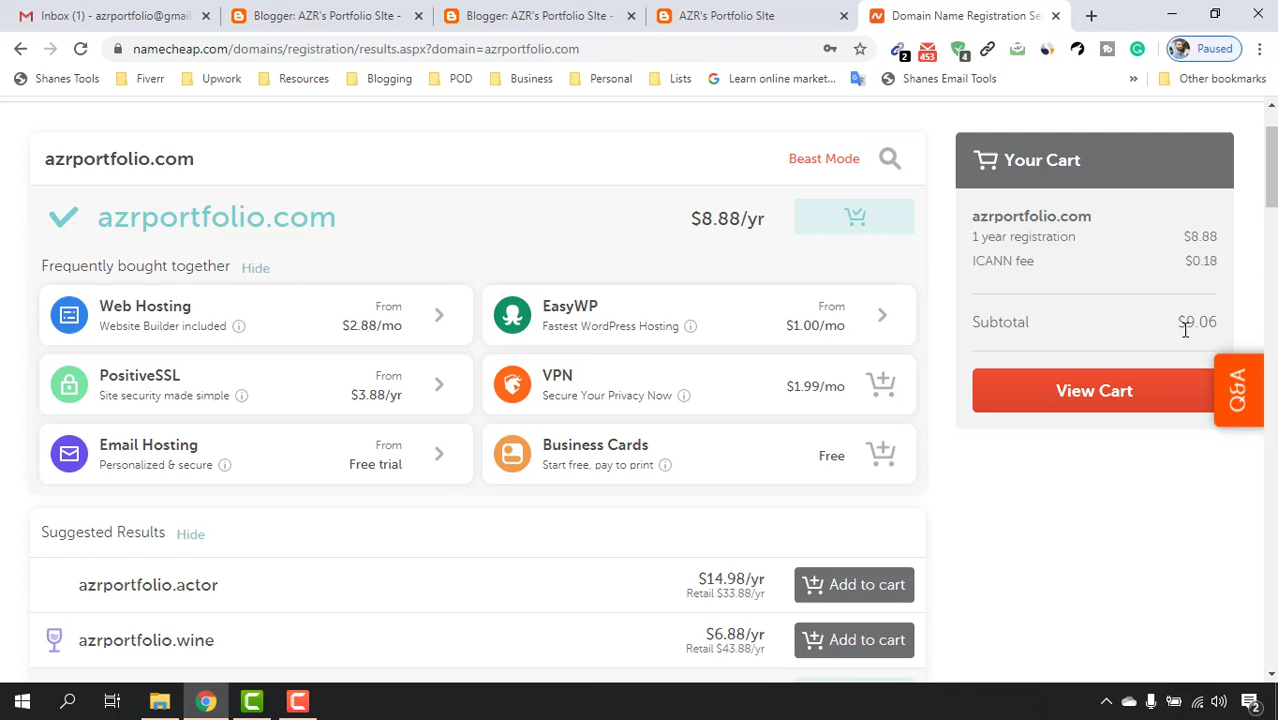 Inbox (1) - azrportfolio@gmai
Blogger: AZR's Portfolio SIte -
Blogger: AZR's Portfolio SIte -
AZR's Portfolio SIte
Domain Name Registration Se
namecheap.com/domains/registration/results.aspx?domain=azrportfolio.com
2
453
4
Paused
Shanes Tools
Fiverr
Upwork
Resources
Blogging
POD
Business
Personal
Lists
Learn online market...
Shanes Email Tools
»
Other bookmarks
azrportfolio.com
Beast Mode
azrportfolio.com
$8.88/yr
Frequently bought together Hide
Web Hosting
Website Builder included
From
$2.88/mo
EasyWP
Fastest WordPress Hosting
From
$1.00/mo
PositiveSSL
Site security made simple
From
$3.88/yr
VPN
Secure Your Privacy Now
$1.99/mo
Email Hosting
Personalized & secure
From
Free trial
Business Cards
Start free, pay to print
Free
Suggested Results Hide
azrportfolio.actor
$14.98/yr
Retail $33.88/yr
Add to cart
azrportfolio.wine
$6.88/yr
Retail $43.88/yr
Add to cart
Your Cart
azrportfolio.com
1 year registration $8.88
ICANN fee $0.18
Subtotal $9.06
View Cart
Q&A
2